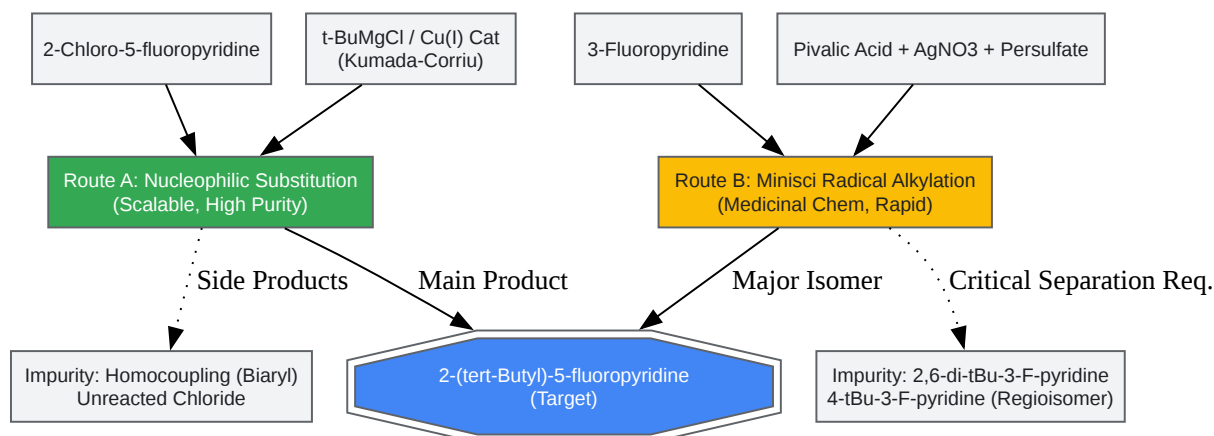 2-Chloro-5-fluoropyridine
t-BuMgCl / Cu(I) Cat
(Kumada-Corriu)
3-Fluoropyridine
Pivalic Acid + AgNO3 + Persulfate
Route A: Nucleophilic Substitution
(Scalable, High Purity)
Route B: Minisci Radical Alkylation
(Medicinal Chem, Rapid)
Side Products
Main Product
Major Isomer
Critical Separation Req.
Impurity: Homocoupling (Biaryl)
Unreacted Chloride
2-(tert-Butyl)-5-fluoropyridine
(Target)
Impurity: 2,6-di-tBu-3-F-pyridine
4-tBu-3-F-pyridine (Regioisomer)